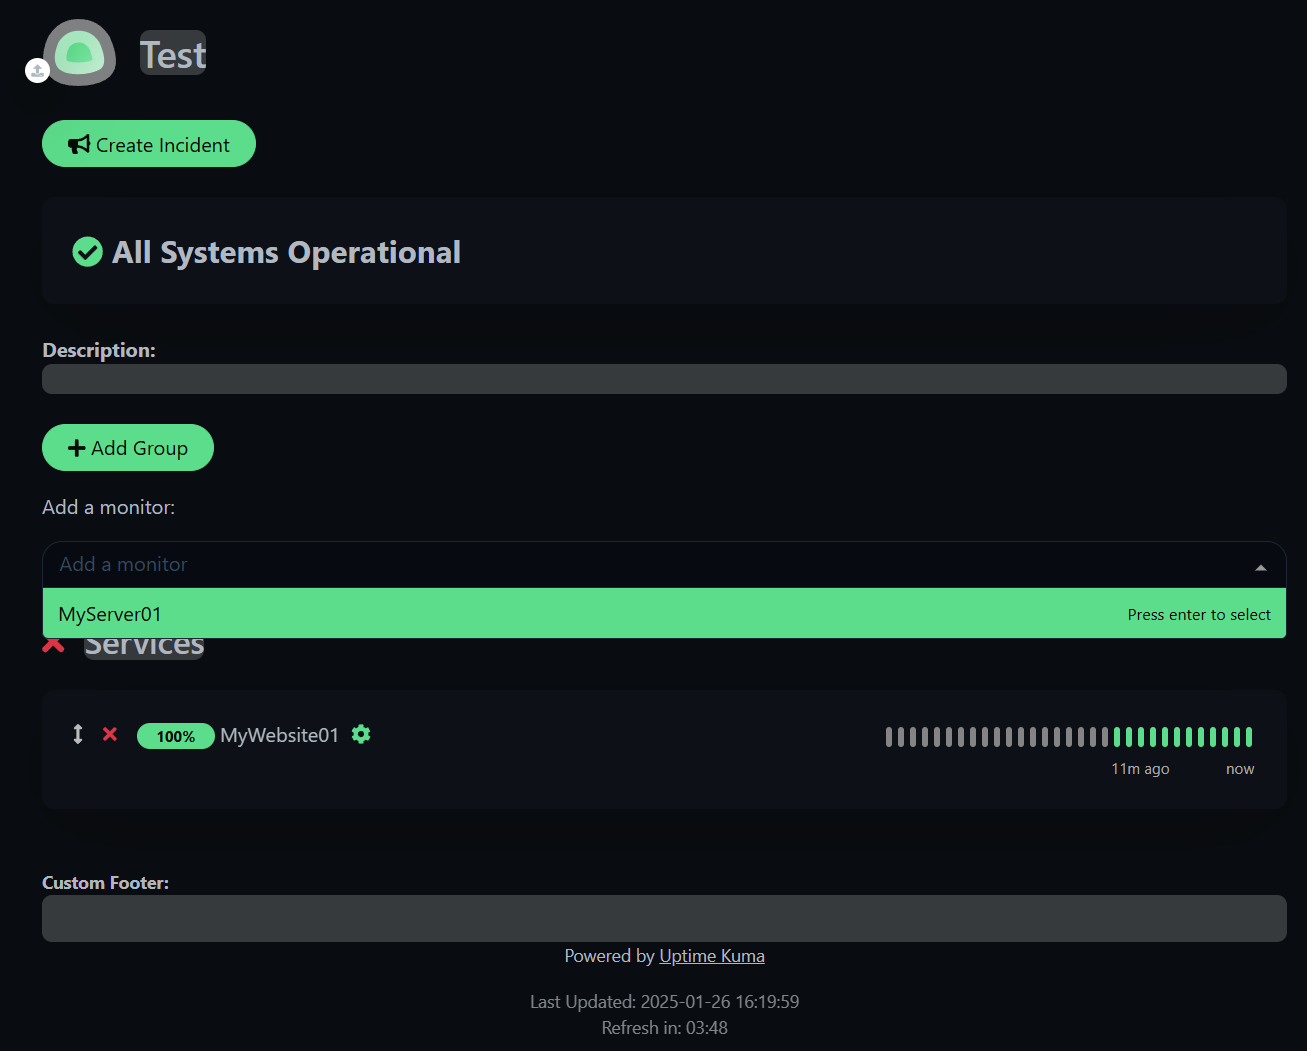 Test
Create Incident
All Systems Operational
Description:
Add Group
Add a monitor:
Add a monitor
MyServer01 Press enter to select
Services
100% MyWebsite01
11m ago now
Custom Footer:
Powered by Uptime Kuma
Last Updated: 2025-01-26 16:19:59
Refresh in: 03:48